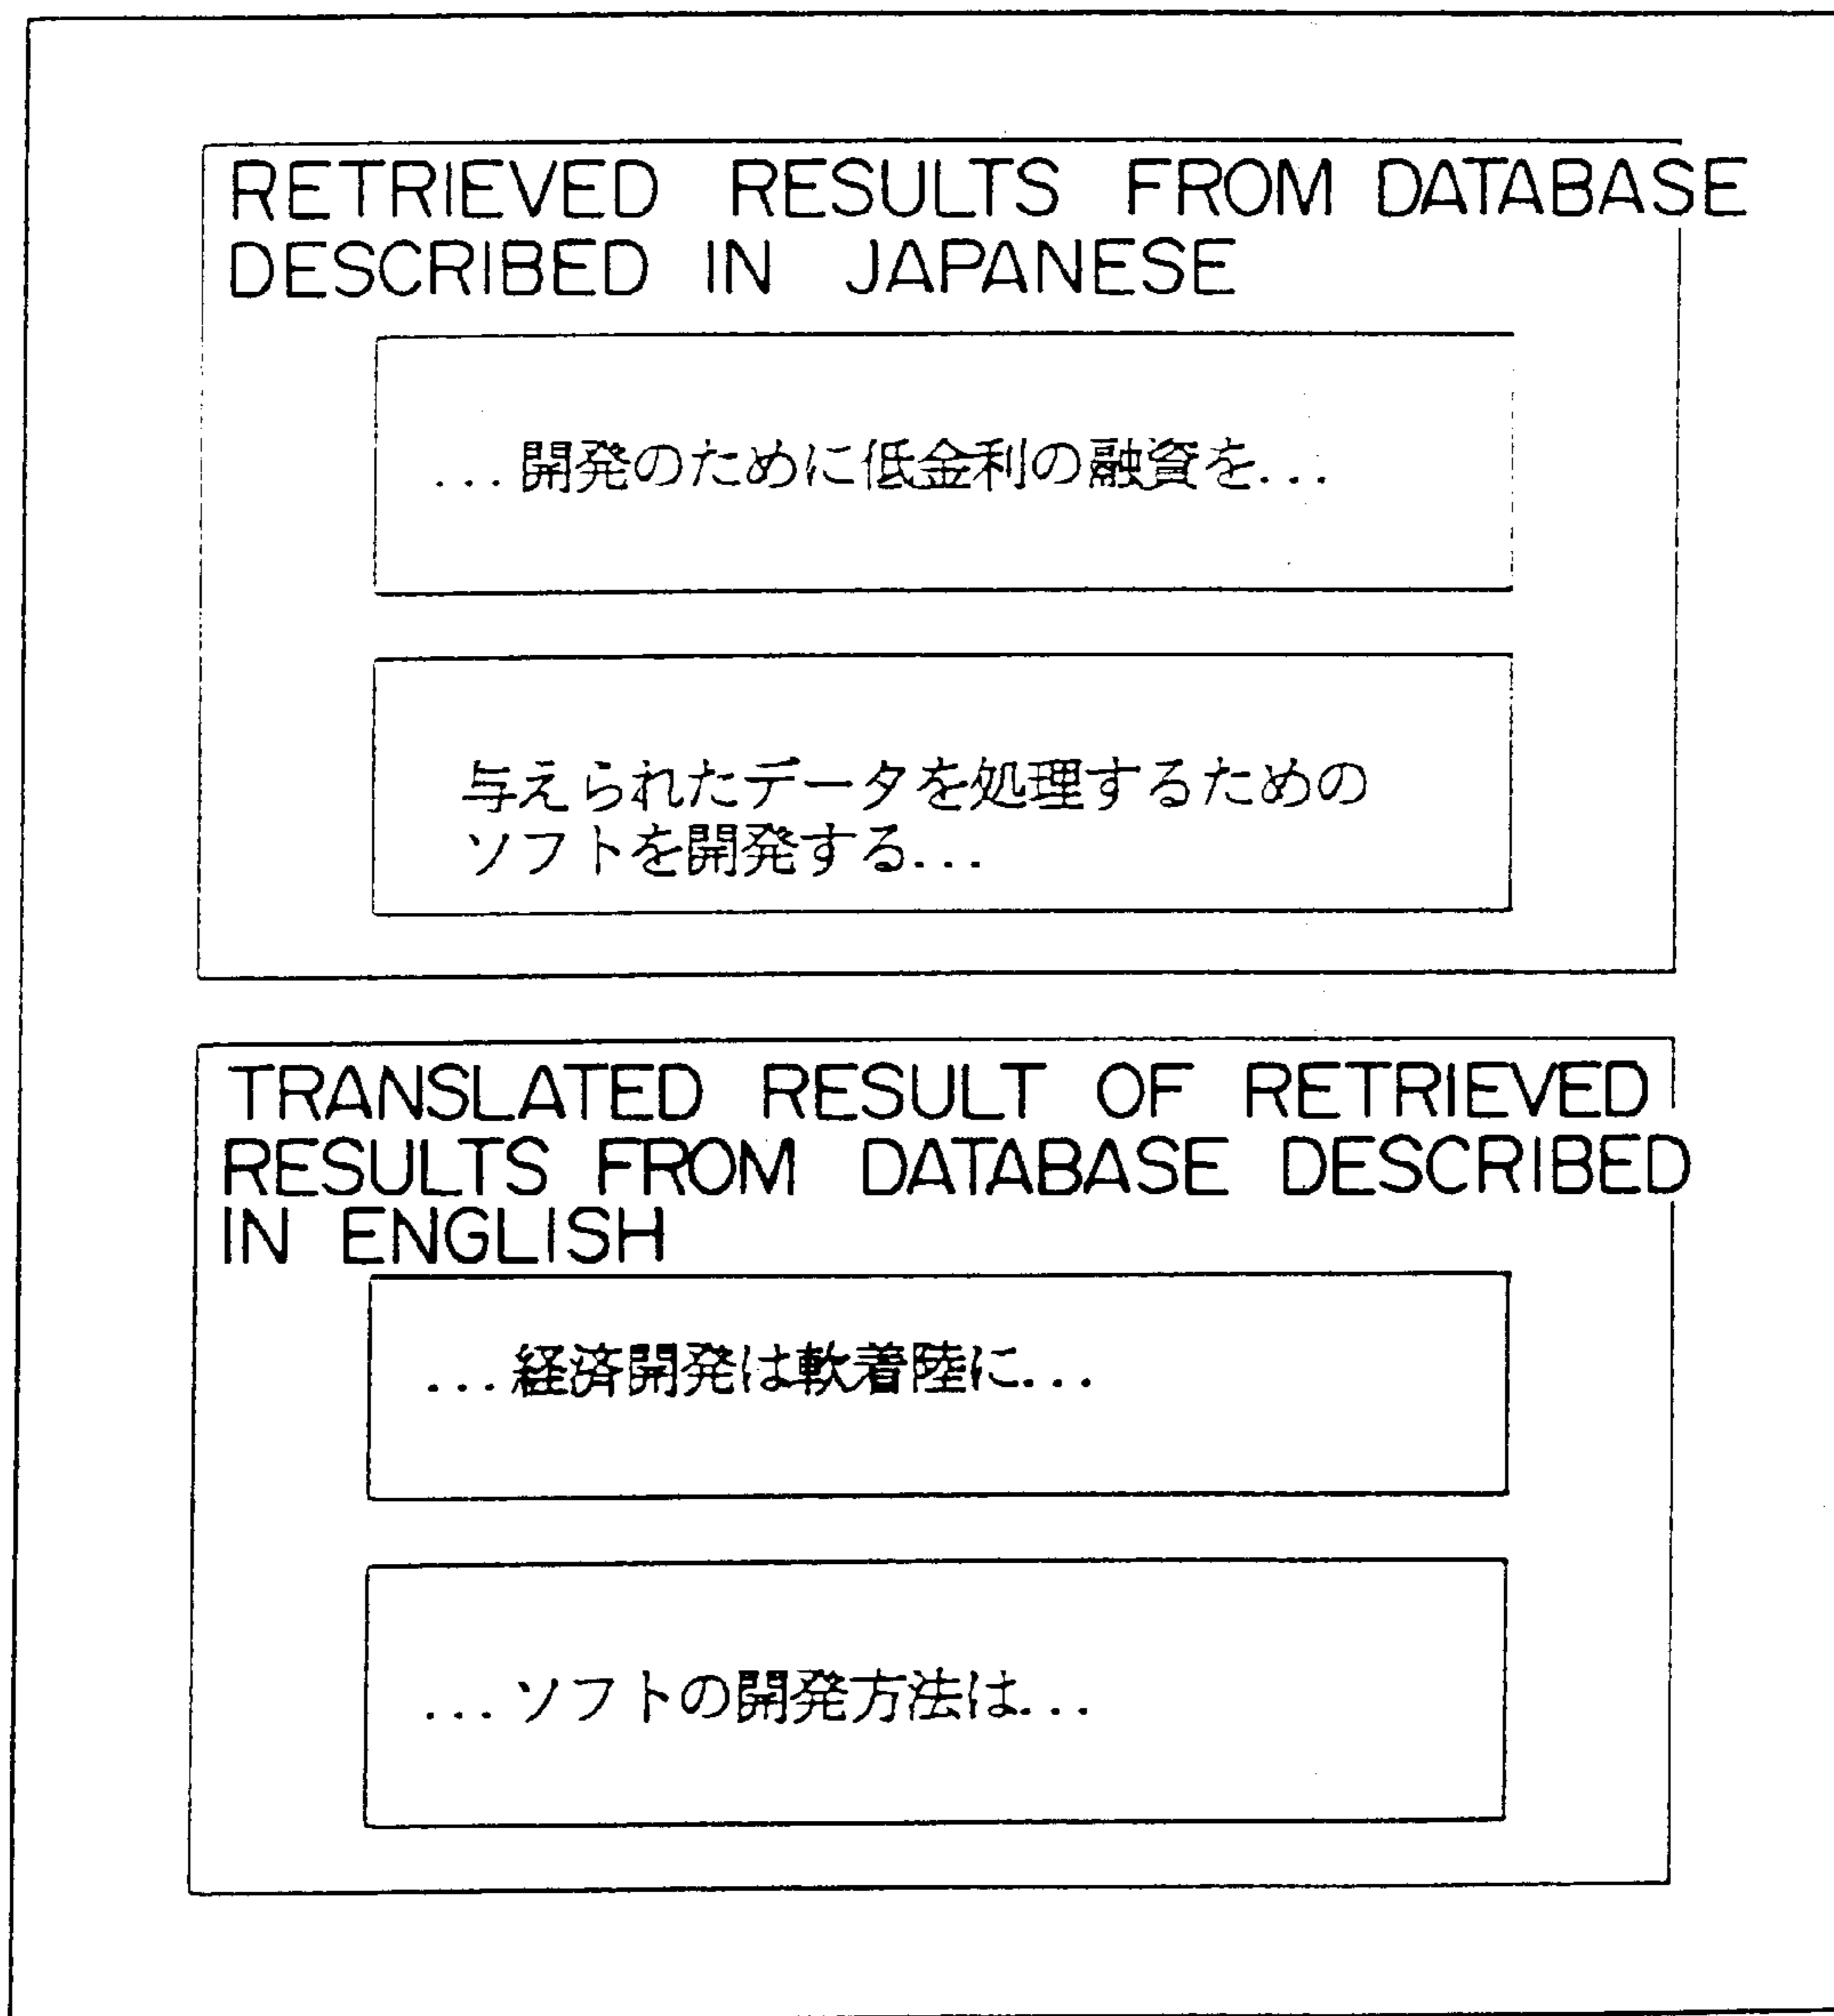 RETRIEVED RESULTS FROM DATABASE
DESCRIBED IN JAPANESE
...開発のために低金利の融資を...
与えられたデータを処理するための
ソフトを開発する...
TRANSLATED RESULT OF RETRIEVED
RESULTS FROM DATABASE DESCRIBED
IN ENGLISH
...経済開発は軟着陸に...
...ソフトの開発方法は...